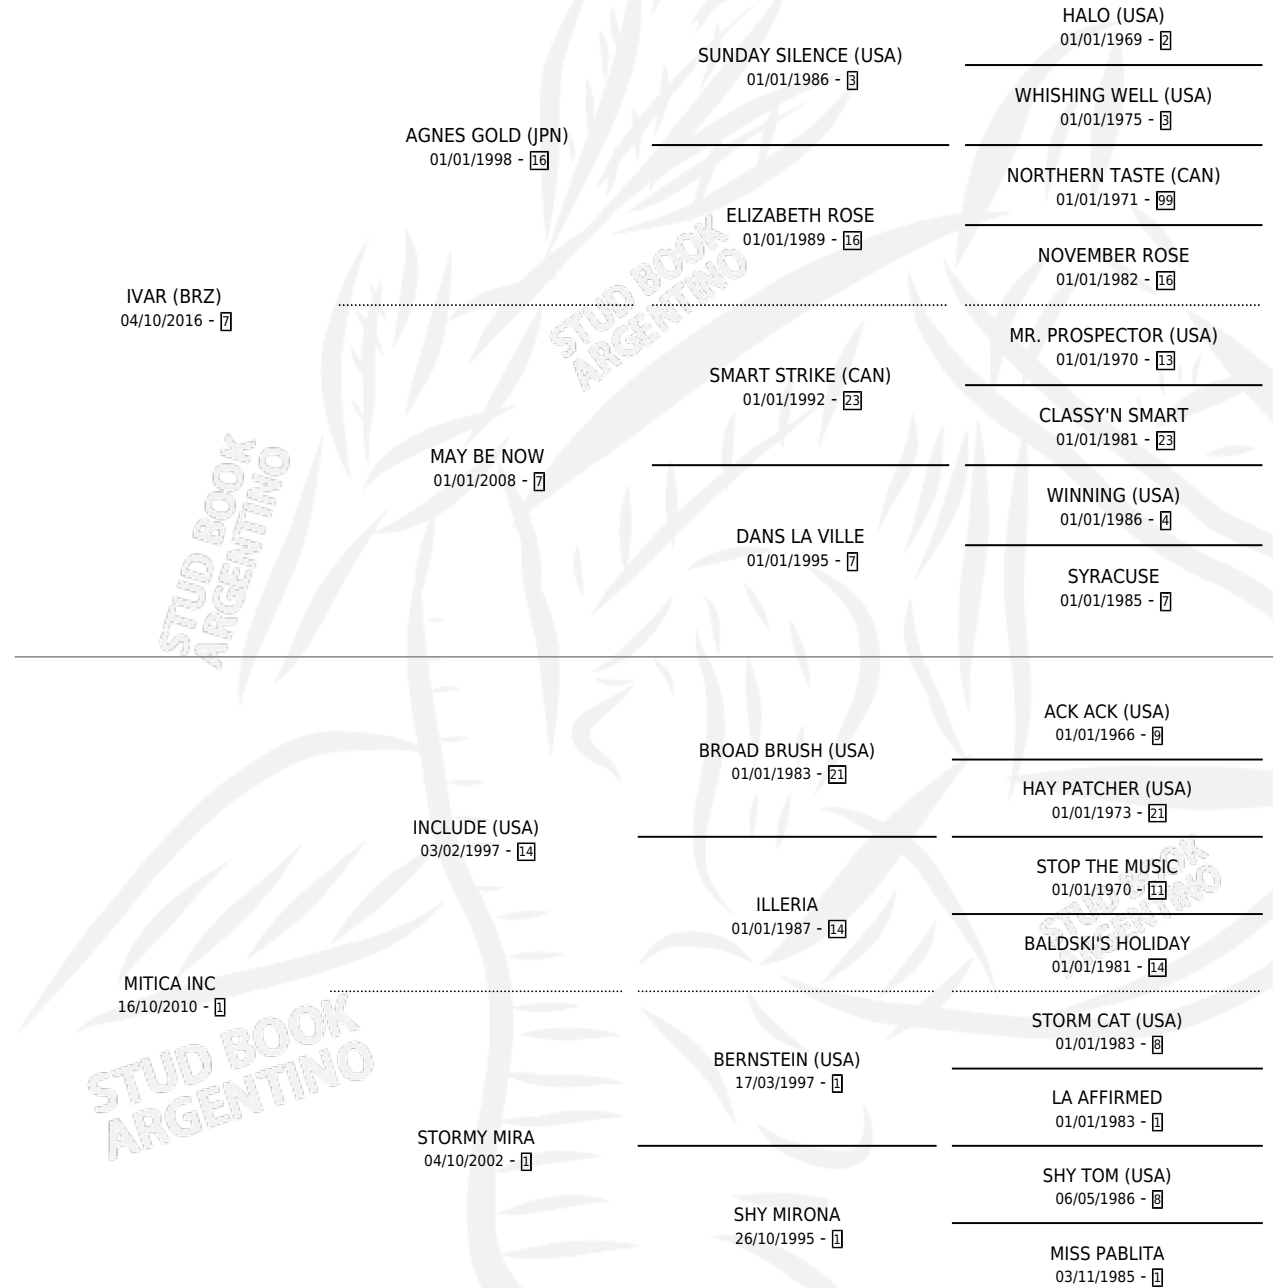 HALO (USA)
01/01/1969 - 2
SUNDAY SILENCE (USA)
01/01/1986 - 3
WHISHING WELL (USA)
01/01/1975 - 3
AGNES GOLD (JPN)
01/01/1998 - 16
NORTHERN TASTE (CAN)
01/01/1971 - 99
ELIZABETH ROSE
01/01/1989 - 16
NOVEMBER ROSE
01/01/1982 - 16
IVAR (BRZ)
04/10/2016 - 7
STUD BOOK
ARGENTINO
MR. PROSPECTOR (USA)
01/01/1970 - 13
SMART STRIKE (CAN)
01/01/1992 - 23
CLASSY'N SMART
01/01/1981 - 23
MAY BE NOW
01/01/2008 - 7
WINNING (USA)
01/01/1986 - 4
DANS LA VILLE
01/01/1995 - 7
SYRACUSE
01/01/1985 - 7
STUD BOOK
ARGENTINO
ACK ACK (USA)
01/01/1966 - 9
BROAD BRUSH (USA)
01/01/1983 - 21
HAY PATCHER (USA)
01/01/1973 - 21
INCLUDE (USA)
03/02/1997 - 14
STOP THE MUSIC
01/01/1970 - 11
ILLERIA
01/01/1987 - 14
STUD BOOK
ARGENTINO
BALDSKI'S HOLIDAY
01/01/1981 - 14
MITICA INC
16/10/2010 - 1
STORM CAT (USA)
01/01/1983 - 8
BERNSTEIN (USA)
17/03/1997 - 1
LA AFFIRMED
01/01/1983 - 1
STUD BOOK
ARGENTINO
STORMY MIRA
04/10/2002 - 1
SHY TOM (USA)
06/05/1986 - 8
SHY MIRONA
26/10/1995 - 1
MISS PABLITA
03/11/1985 - 1